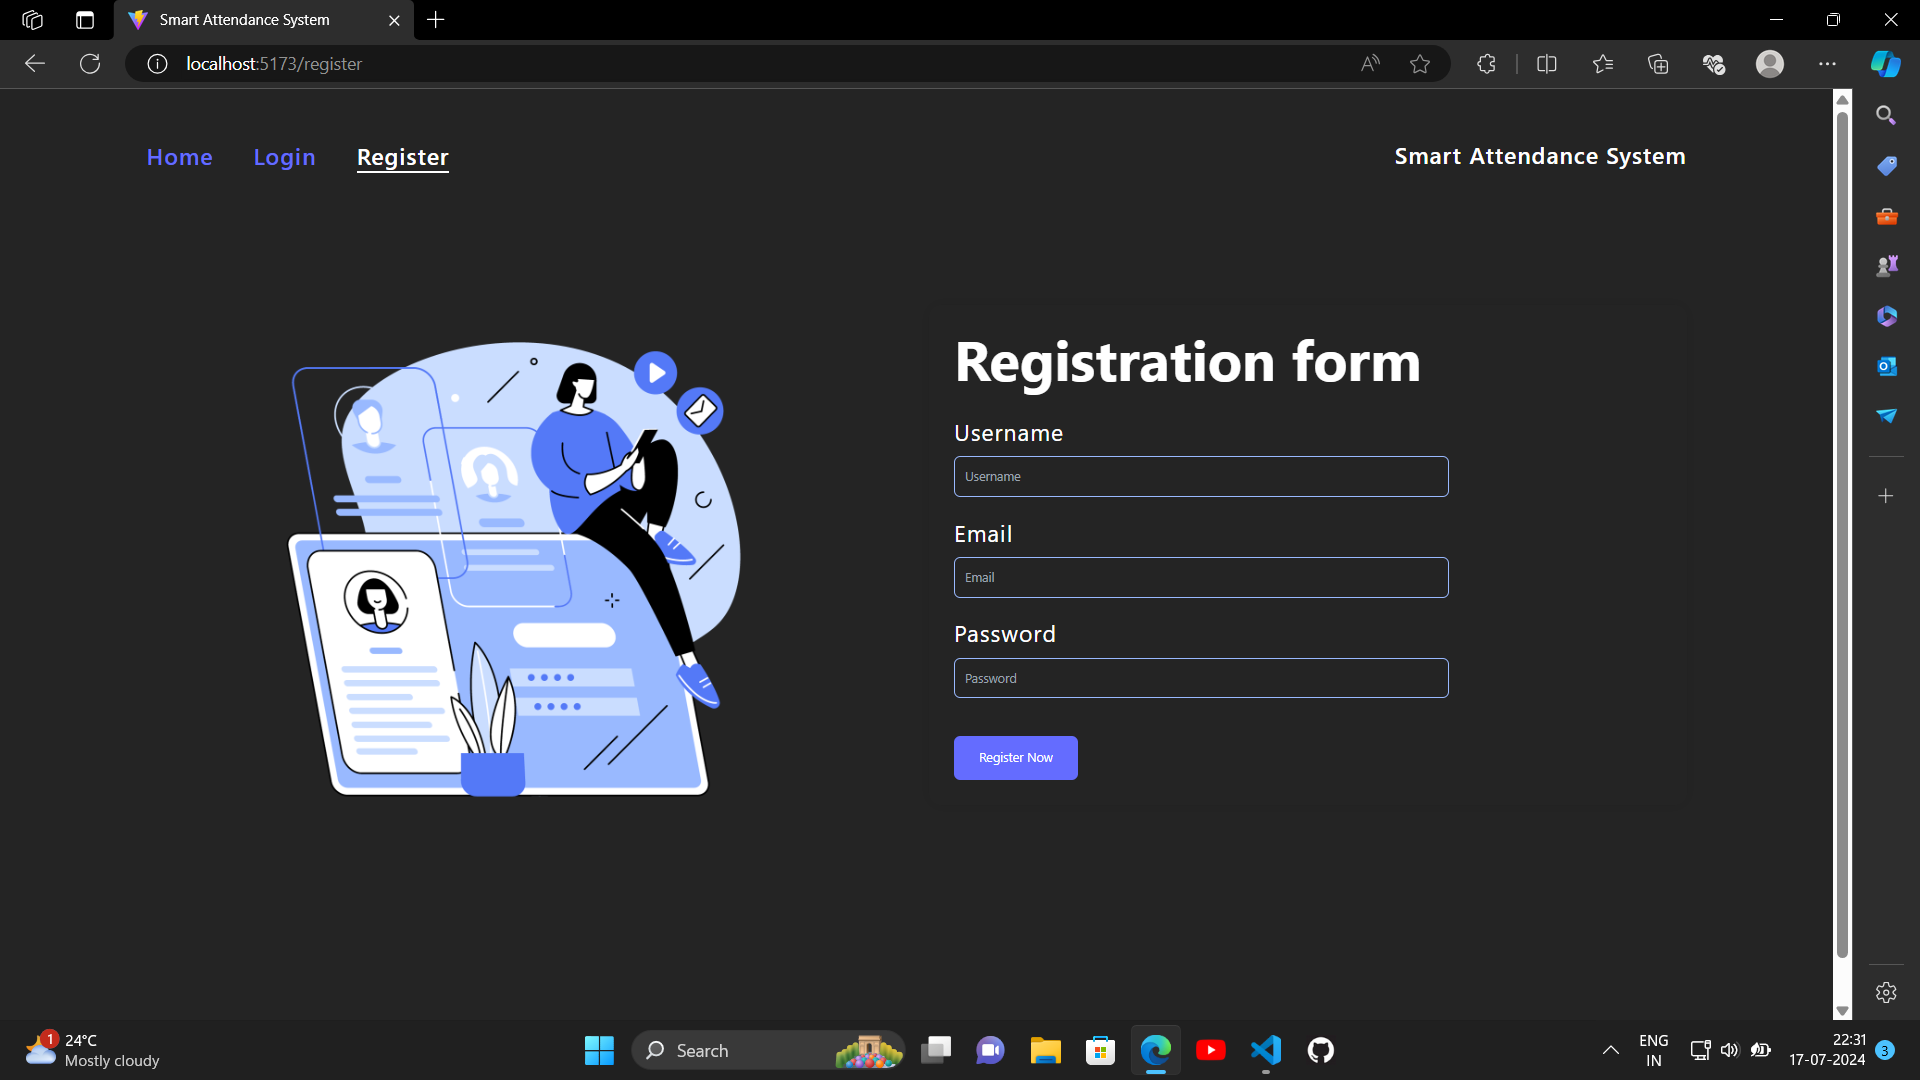 Smart Attendance System
localhost:5173/register
Home Login Register Smart Attendance System
Registration form
Username
Username
Email
Email
Password
Password
Register Now
1
24°C
Mostly cloudy
Search
ENG
IN
22:31
17-07-2024
3